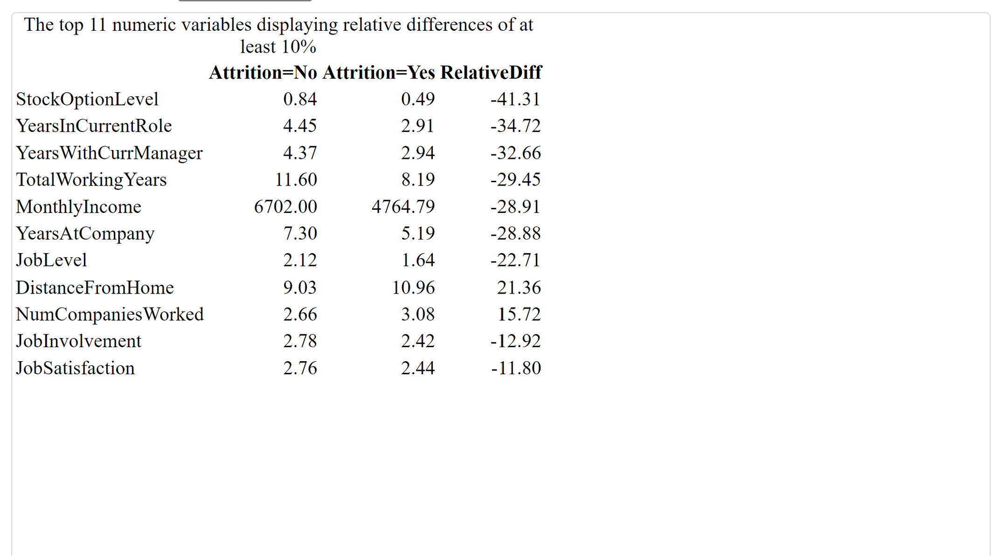 The top 11 numeric variables displaying relative differences of at
least 10%
Attrition=No Attrition=Yes RelativeDiff
StockOptionLevel 0.84 0.49 -41.31
YearsInCurrentRole 4.45 2.91 -34.72
YearsWithCurrManager 4.37 2.94 -32.66
TotalWorkingYears 11.60 8.19 -29.45
MonthlyIncome 6702.00 4764.79 -28.91
YearsAtCompany 7.30 5.19 -28.88
JobLevel 2.12 1.64 -22.71
DistanceFromHome 9.03 10.96 21.36
NumCompaniesWorked 2.66 3.08 15.72
JobInvolvement 2.78 2.42 -12.92
JobSatisfaction 2.76 2.44 -11.80